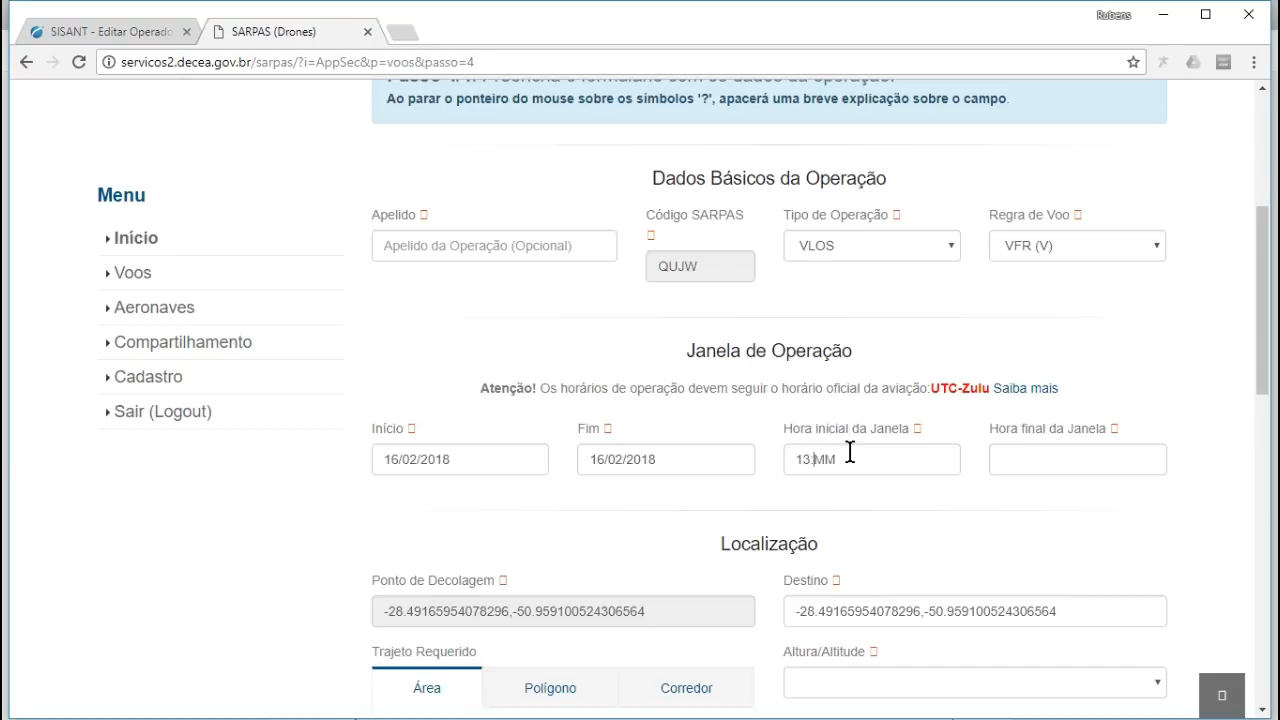 Rubens
SISANT - Editar Operado
SARPAS (Drones)
servicos2.decea.gov.br/sarpas/?i=AppSec&p=voos&passo=4
Ao parar o ponteiro do mouse sobre os símbolos '?', apacerá uma breve explicação sobre o campo.
Menu
Início
Voos
Aeronaves
Compartilhamento
Cadastro
Sair (Logout)
Dados Básicos da Operação
Apelido
Código SARPAS
Tipo de Operação
Regra de Voo
Apelido da Operação (Opcional)
QUJW
VLOS
VFR (V)
Janela de Operação
Atenção! Os horários de operação devem seguir o horário oficial da aviação:UTC-Zulu Saiba mais
Início
Fim
Hora inicial da Janela
Hora final da Janela
16/02/2018
16/02/2018
13:MM
Localização
Ponto de Decolagem
Destino
-28.49165954078296,-50.959100524306564
-28.49165954078296,-50.959100524306564
Trajeto Requerido
Altura/Altitude
Área
Polígono
Corredor